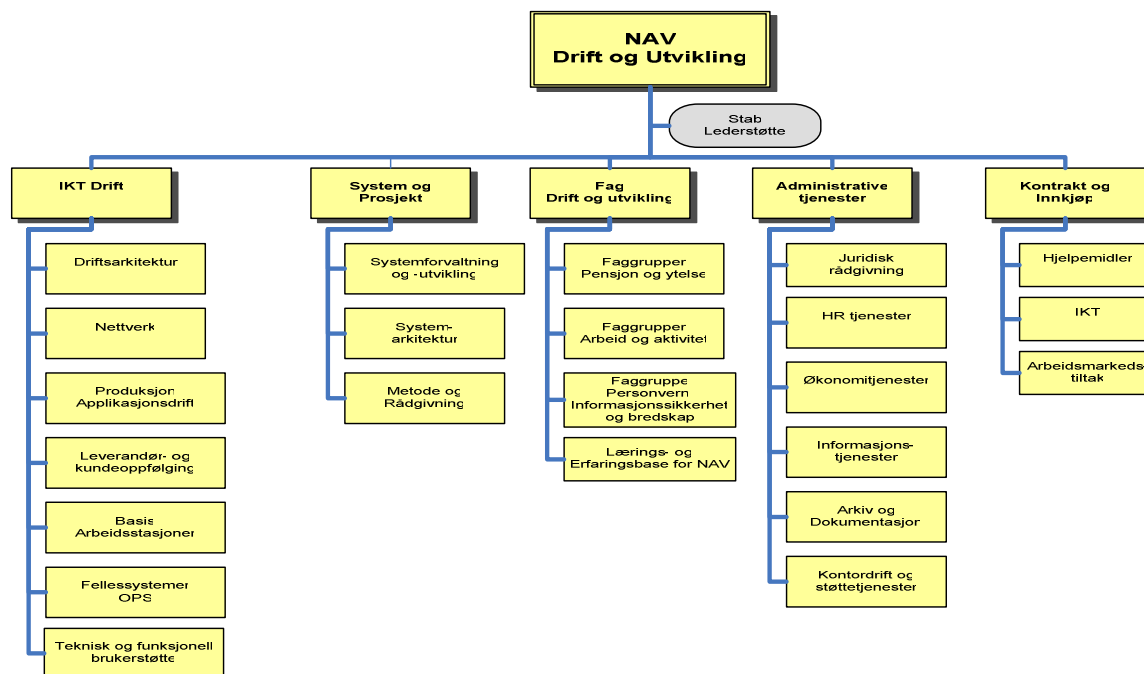 NAV
Drift og Utvikling
Stab
Lederstøtte
IKT Drift
Driftsarkitektur
Nettverk
Produksjon
Applikasjonsdrift
Leverandør- og
kundeoppfølging
Basis
Arbeidsstasjoner
Fellessystemer
OPS
Teknisk og funksjonell
brukerstøtte
System og
Prosjekt
Systemforvaltning
og -utvikling
System-
arkitektur
Metode og
Rådgivning
Fag
Drift og utvikling
Faggrupper
Pensjon og ytelse
Faggrupper
Arbeid og aktivitet
Faggruppe
Personvern
Informasjonssikkerhet
og bredskap
Lærings- og
Erfaringsbase for NAV
Administrative
tjenester
Juridisk
rådgivning
HR tjenester
Økonomitjenester
Informasjons-
tjenester
Arkiv og
Dokumentasjon
Kontordrift og
støttetjenester
Kontrakt og
Innkjøp
Hjelpemidler
IKT
Arbeidsmarkeds-
tiltak